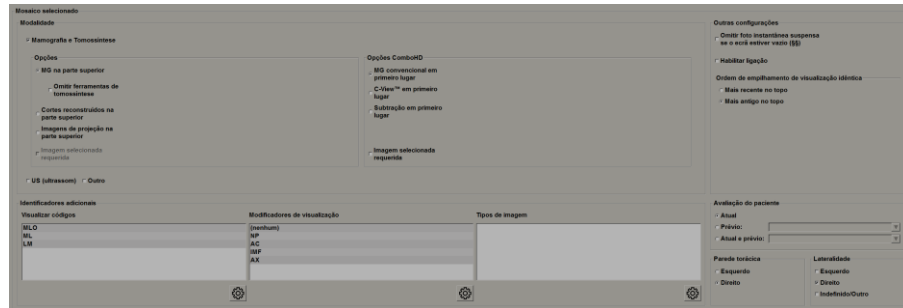 Mosaico selecionado
Modalidade
Mamografia e Tomossíntese
Opções
MG na parte superior
Omitir ferramentas de
tomossíntese
Cortes reconstruídos na
parte superior
Imagens de projeção na
parte superior
Imagem selecionada
requerida
Opções ComboHD
MG convencional em
primeiro lugar
C-View™ em primeiro
lugar
Subtração em primeiro
lugar
Imagem selecionada
requerida
US (ultrassom) Outro
Outras configurações
Omitir foto instantânea suspensa
se o ecrã estiver vazio (§§)
Habilitar ligação
Ordem de empilhamento de visualização idêntica
Mais recente no topo
Mais antigo no topo
Identificadores adicionais
Visualizar códigos
MLO
ML
LM
Modificadores de visualização
(nenhum)
NP
AC
IMF
AX
Tipos de imagem
Avaliação do paciente
Atual
Prévio:
Atual e prévio:
Parede torácica
Esquerdo
Direito
Lateralidade
Esquerdo
Direito
Indefinido/Outro